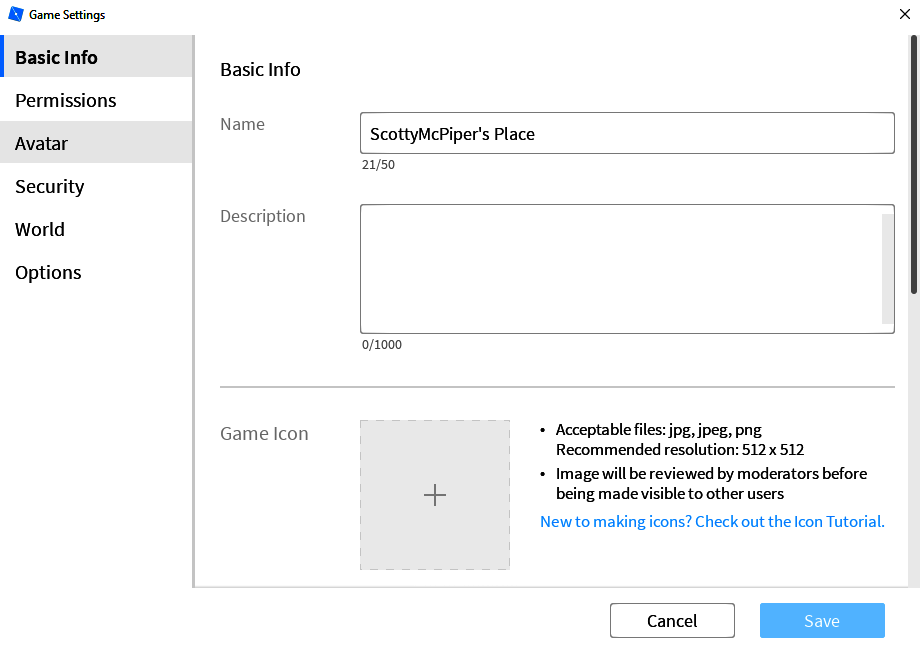 Game Settings
Basic Info
Permissions
Avatar
Security
World
Options
Basic Info
Name
ScottyMcPiper's Place
21/50
Description
0/1000
Game Icon
• Acceptable files: jpg, jpeg, png
Recommended resolution: 512 x 512
• Image will be reviewed by moderators before
being made visible to other users
New to making icons? Check out the Icon Tutorial.
Cancel
Save